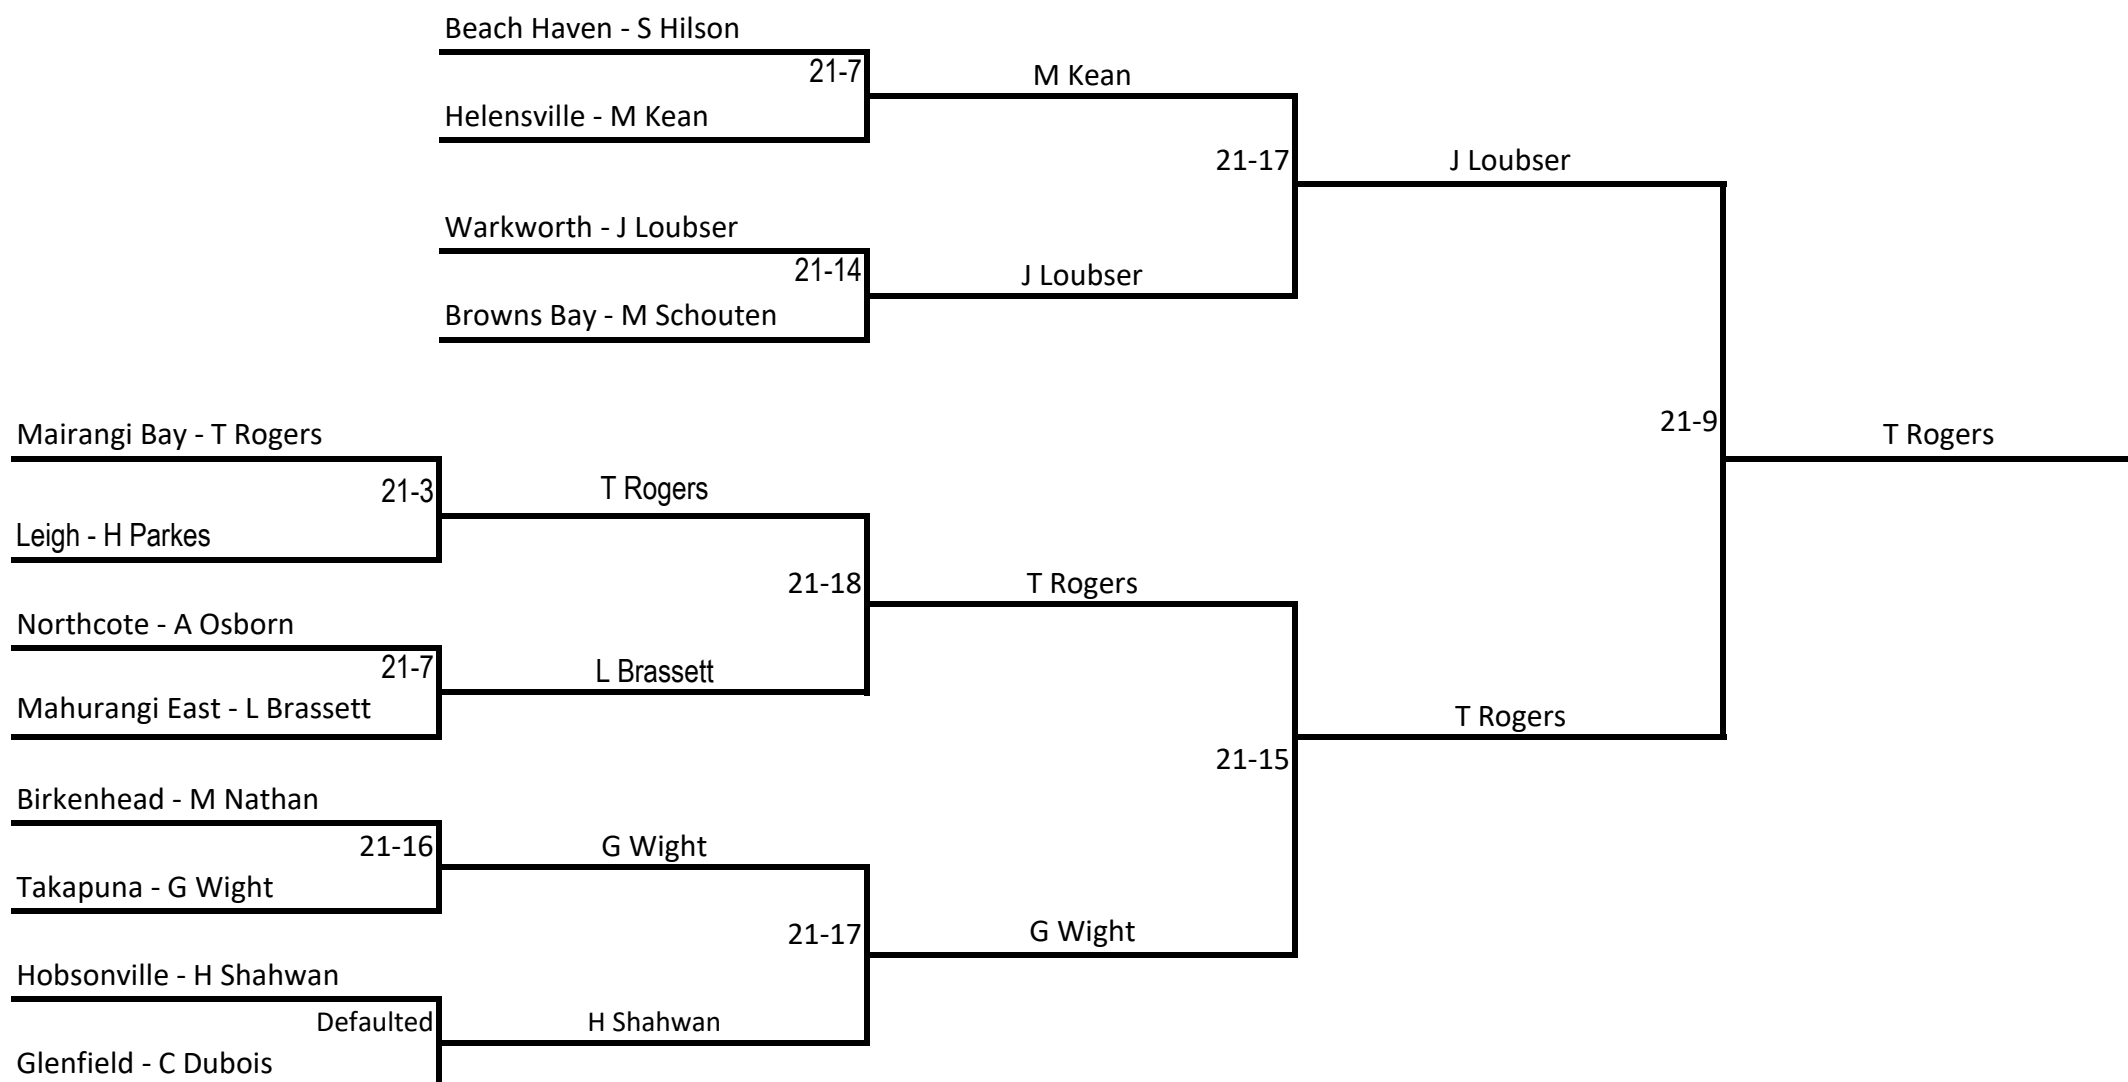 Beach Haven - S Hilson
21-7
M Kean
Helensville - M Kean
21-17
J Loubser
Warkworth - J Loubser
21-14
J Loubser
Browns Bay - M Schouten
21-9
Mairangi Bay - T Rogers
T Rogers
21-3
T Rogers
Leigh - H Parkes
21-18
T Rogers
Northcote - A Osborn
21-7
L Brassett
Mahurangi East - L Brassett
T Rogers
21-15
Birkenhead - M Nathan
21-16
G Wight
Takapuna - G Wight
21-17
G Wight
Hobsonville - H Shahwan
Defaulted
H Shahwan
Glenfield - C Dubois